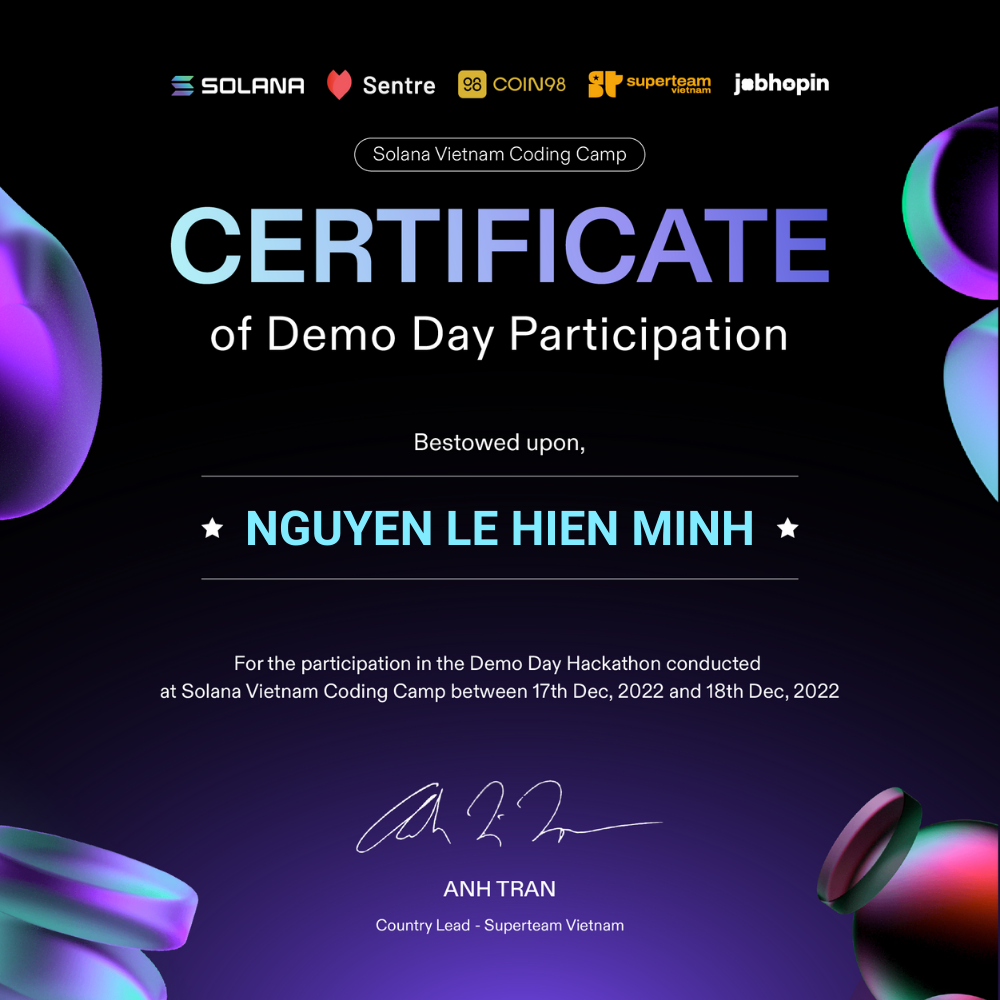 SOLANA Sentre 98 COIN98 ST superteam vietnam jobhopin
Solana Vietnam Coding Camp
CERTIFICATE
of Demo Day Participation
Bestowed upon,
NGUYEN LE HIEN MINH
For the participation in the Demo Day Hackathon conducted
at Solana Vietnam Coding Camp between 17th Dec, 2022 and 18th Dec, 2022
ANH TRAN
Country Lead - Superteam Vietnam